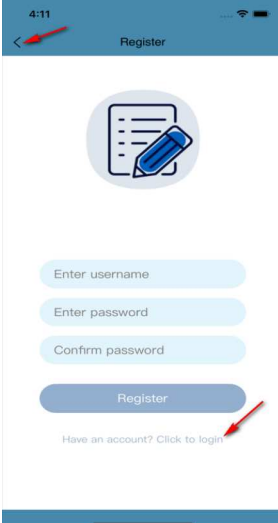 4:11
Register
Enter username
Enter password
Confirm password
Register
Have an account? Click to login